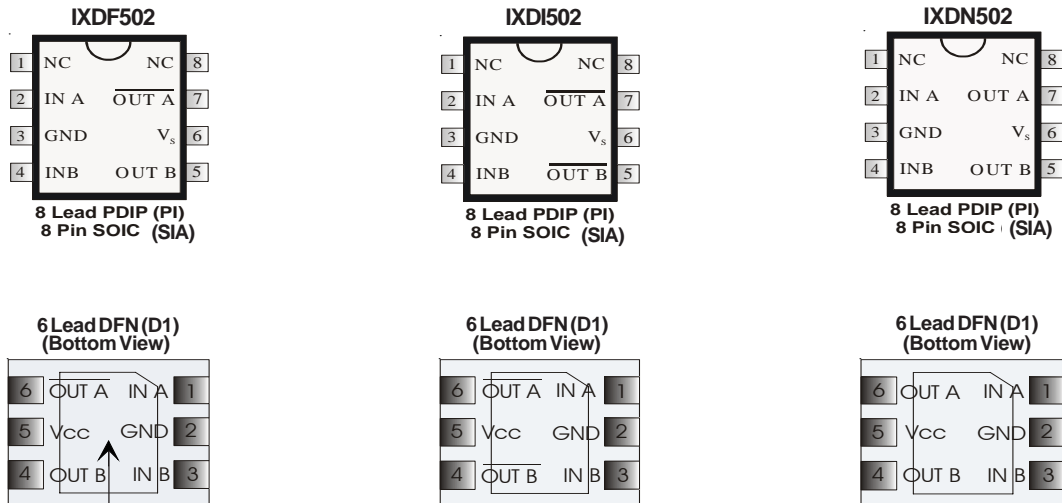 IXDF502
1 NC NC 8
2 IN A OUT A 7
3 GND Vs 6
4 INB OUT B 5
8 Lead PDIP (PI)
8 Pin SOIC (SIA)
IXDI502
1 NC NC 8
2 IN A OUT A 7
3 GND Vs 6
4 INB OUT B 5
8 Lead PDIP (PI)
8 Pin SOIC (SIA)
IXDN502
1 NC NC 8
2 IN A OUT A 7
3 GND Vs 6
4 INB OUT B 5
8 Lead PDIP (PI)
8 Pin SOIC (SIA)
6 Lead DFN (D1)
(Bottom View)
6 OUT A IN A 1
5 Vcc GND 2
4 OUT B IN B 3
6 Lead DFN (D1)
(Bottom View)
6 OUT A IN A 1
5 Vcc GND 2
4 OUT B IN B 3
6 Lead DFN (D1)
(Bottom View)
6 OUT A IN A 1
5 Vcc GND 2
4 OUT B IN B 3